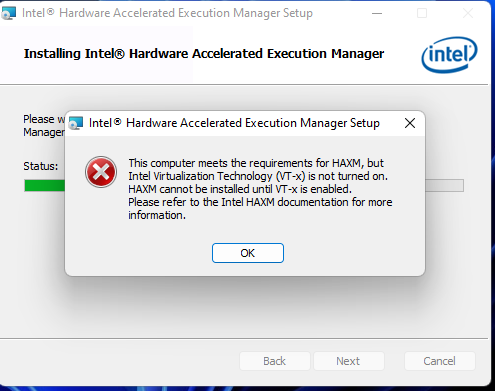 Intel® Hardware Accelerated Execution Manager Setup
Installing Intel® Hardware Accelerated Execution Manager
intel
Please w
Manager
Intel® Hardware Accelerated Execution Manager Setup
Status:
This computer meets the requirements for HAXM, but
Intel Virtualization Technology (VT-x) is not turned on.
HAXM cannot be installed until VT-x is enabled.
Please refer to the Intel HAXM documentation for more
information.
OK
Back
Next
Cancel